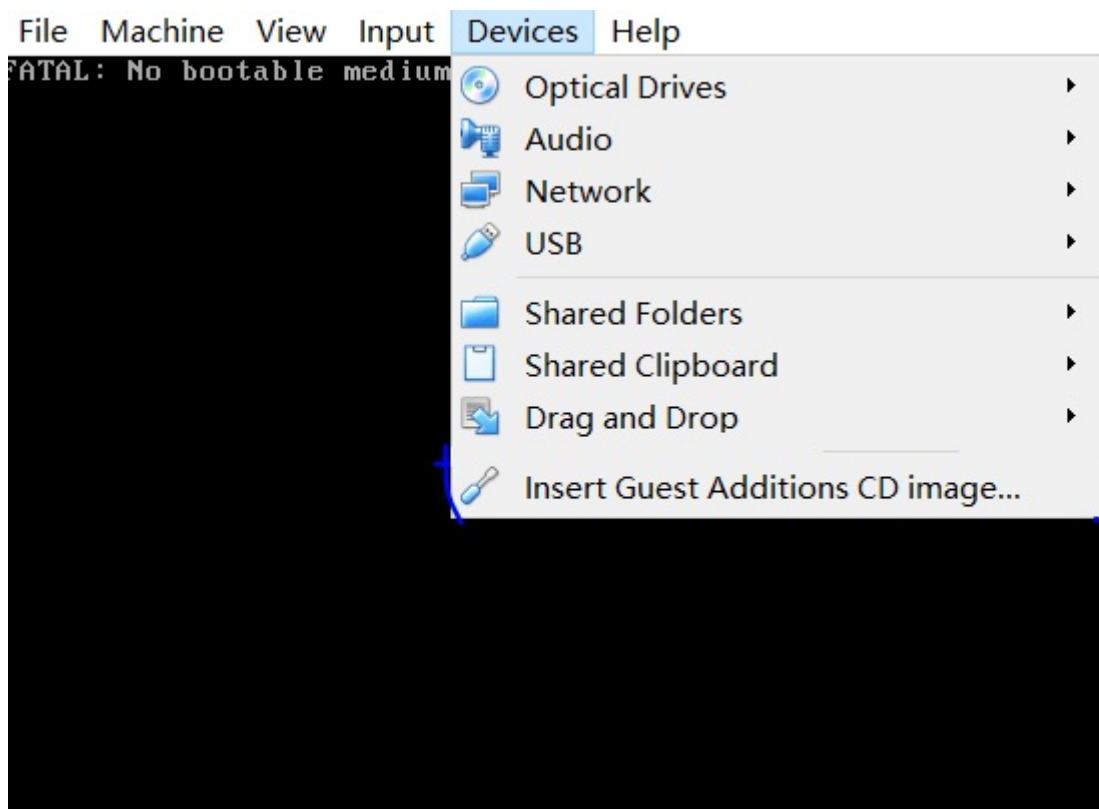 File Machine View Input Devices Help
FATAL: No bootable medium
Optical Drives
Audio
Network
USB
Shared Folders
Shared Clipboard
Drag and Drop
Insert Guest Additions CD image...